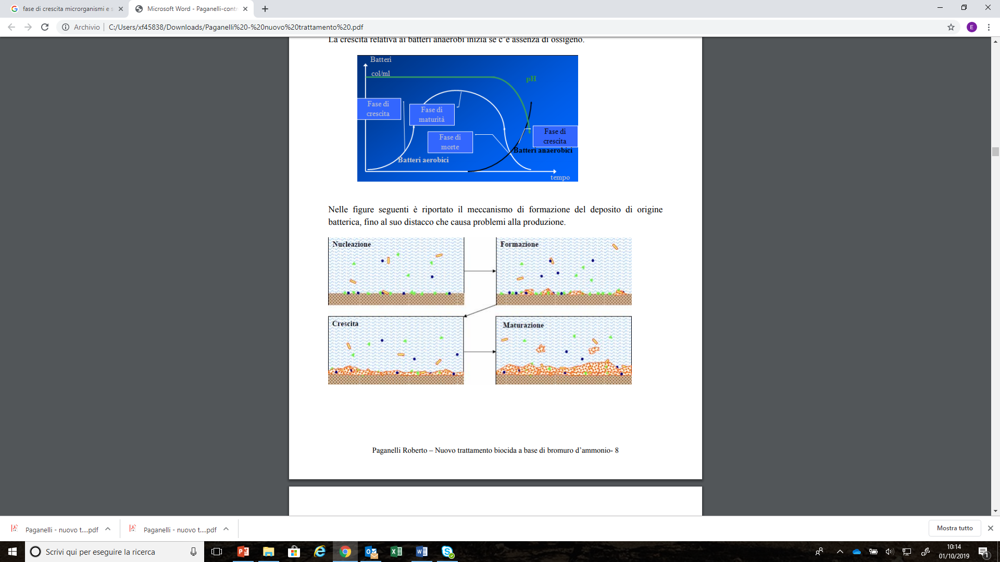 fase di crescita microrganismi e s
Microsoft Word - Paganelli-contr
Archivio
C:/Users/xf45838/Downloads/Paganelli%20-%20nuovo%20trattamento%20.pdf
E
La crescita relativa ai batteri anaerobi inizia se c'è assenza di ossigeno.
Batteri
col/ml
pH
Fase di
crescita
Fase di
maturità
Fase di
morte
Fase di
crescita
Batteri anaerobici
Batteri aerobici
tempo
Nelle figure seguenti è riportato il meccanismo di formazione del deposito di origine
batterica, fino al suo distacco che causa problemi alla produzione.
Nucleazione
Formazione
Crescita
Maturazione
Paganelli Roberto – Nuovo trattamento biocida a base di bromuro d'ammonio- 8
Paganelli - nuovo t....pdf
Paganelli - nuovo t....pdf
Mostra tutto
Scrivi qui per eseguire la ricerca
10:14
01/10/2019
1